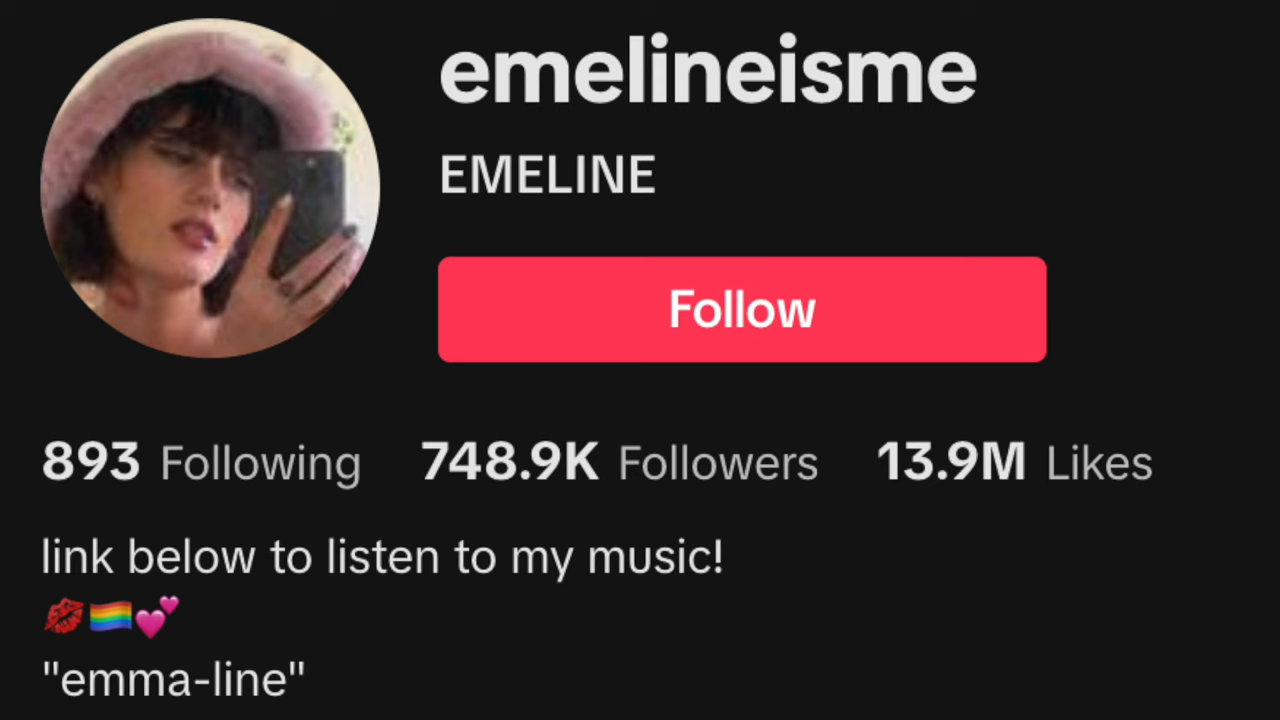 emelineisme
EMELINE
Follow
893 Following 748.9K Followers 13.9M Likes
link below to listen to my music!
💋🏳️‍🌈💕
"emma-line"